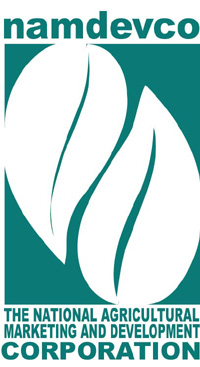 namdevco
THE NATIONAL AGRICULTURAL
MARKETING AND DEVELOPMENT
CORPORATION